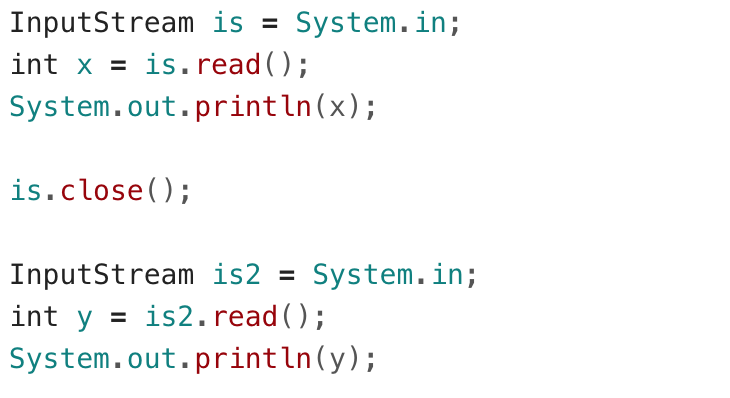 InputStream is = System.in;
int x = is.read();
System.out.println(x);
is.close();
InputStream is2 = System.in;
int y = is2.read();
System.out.println(y);